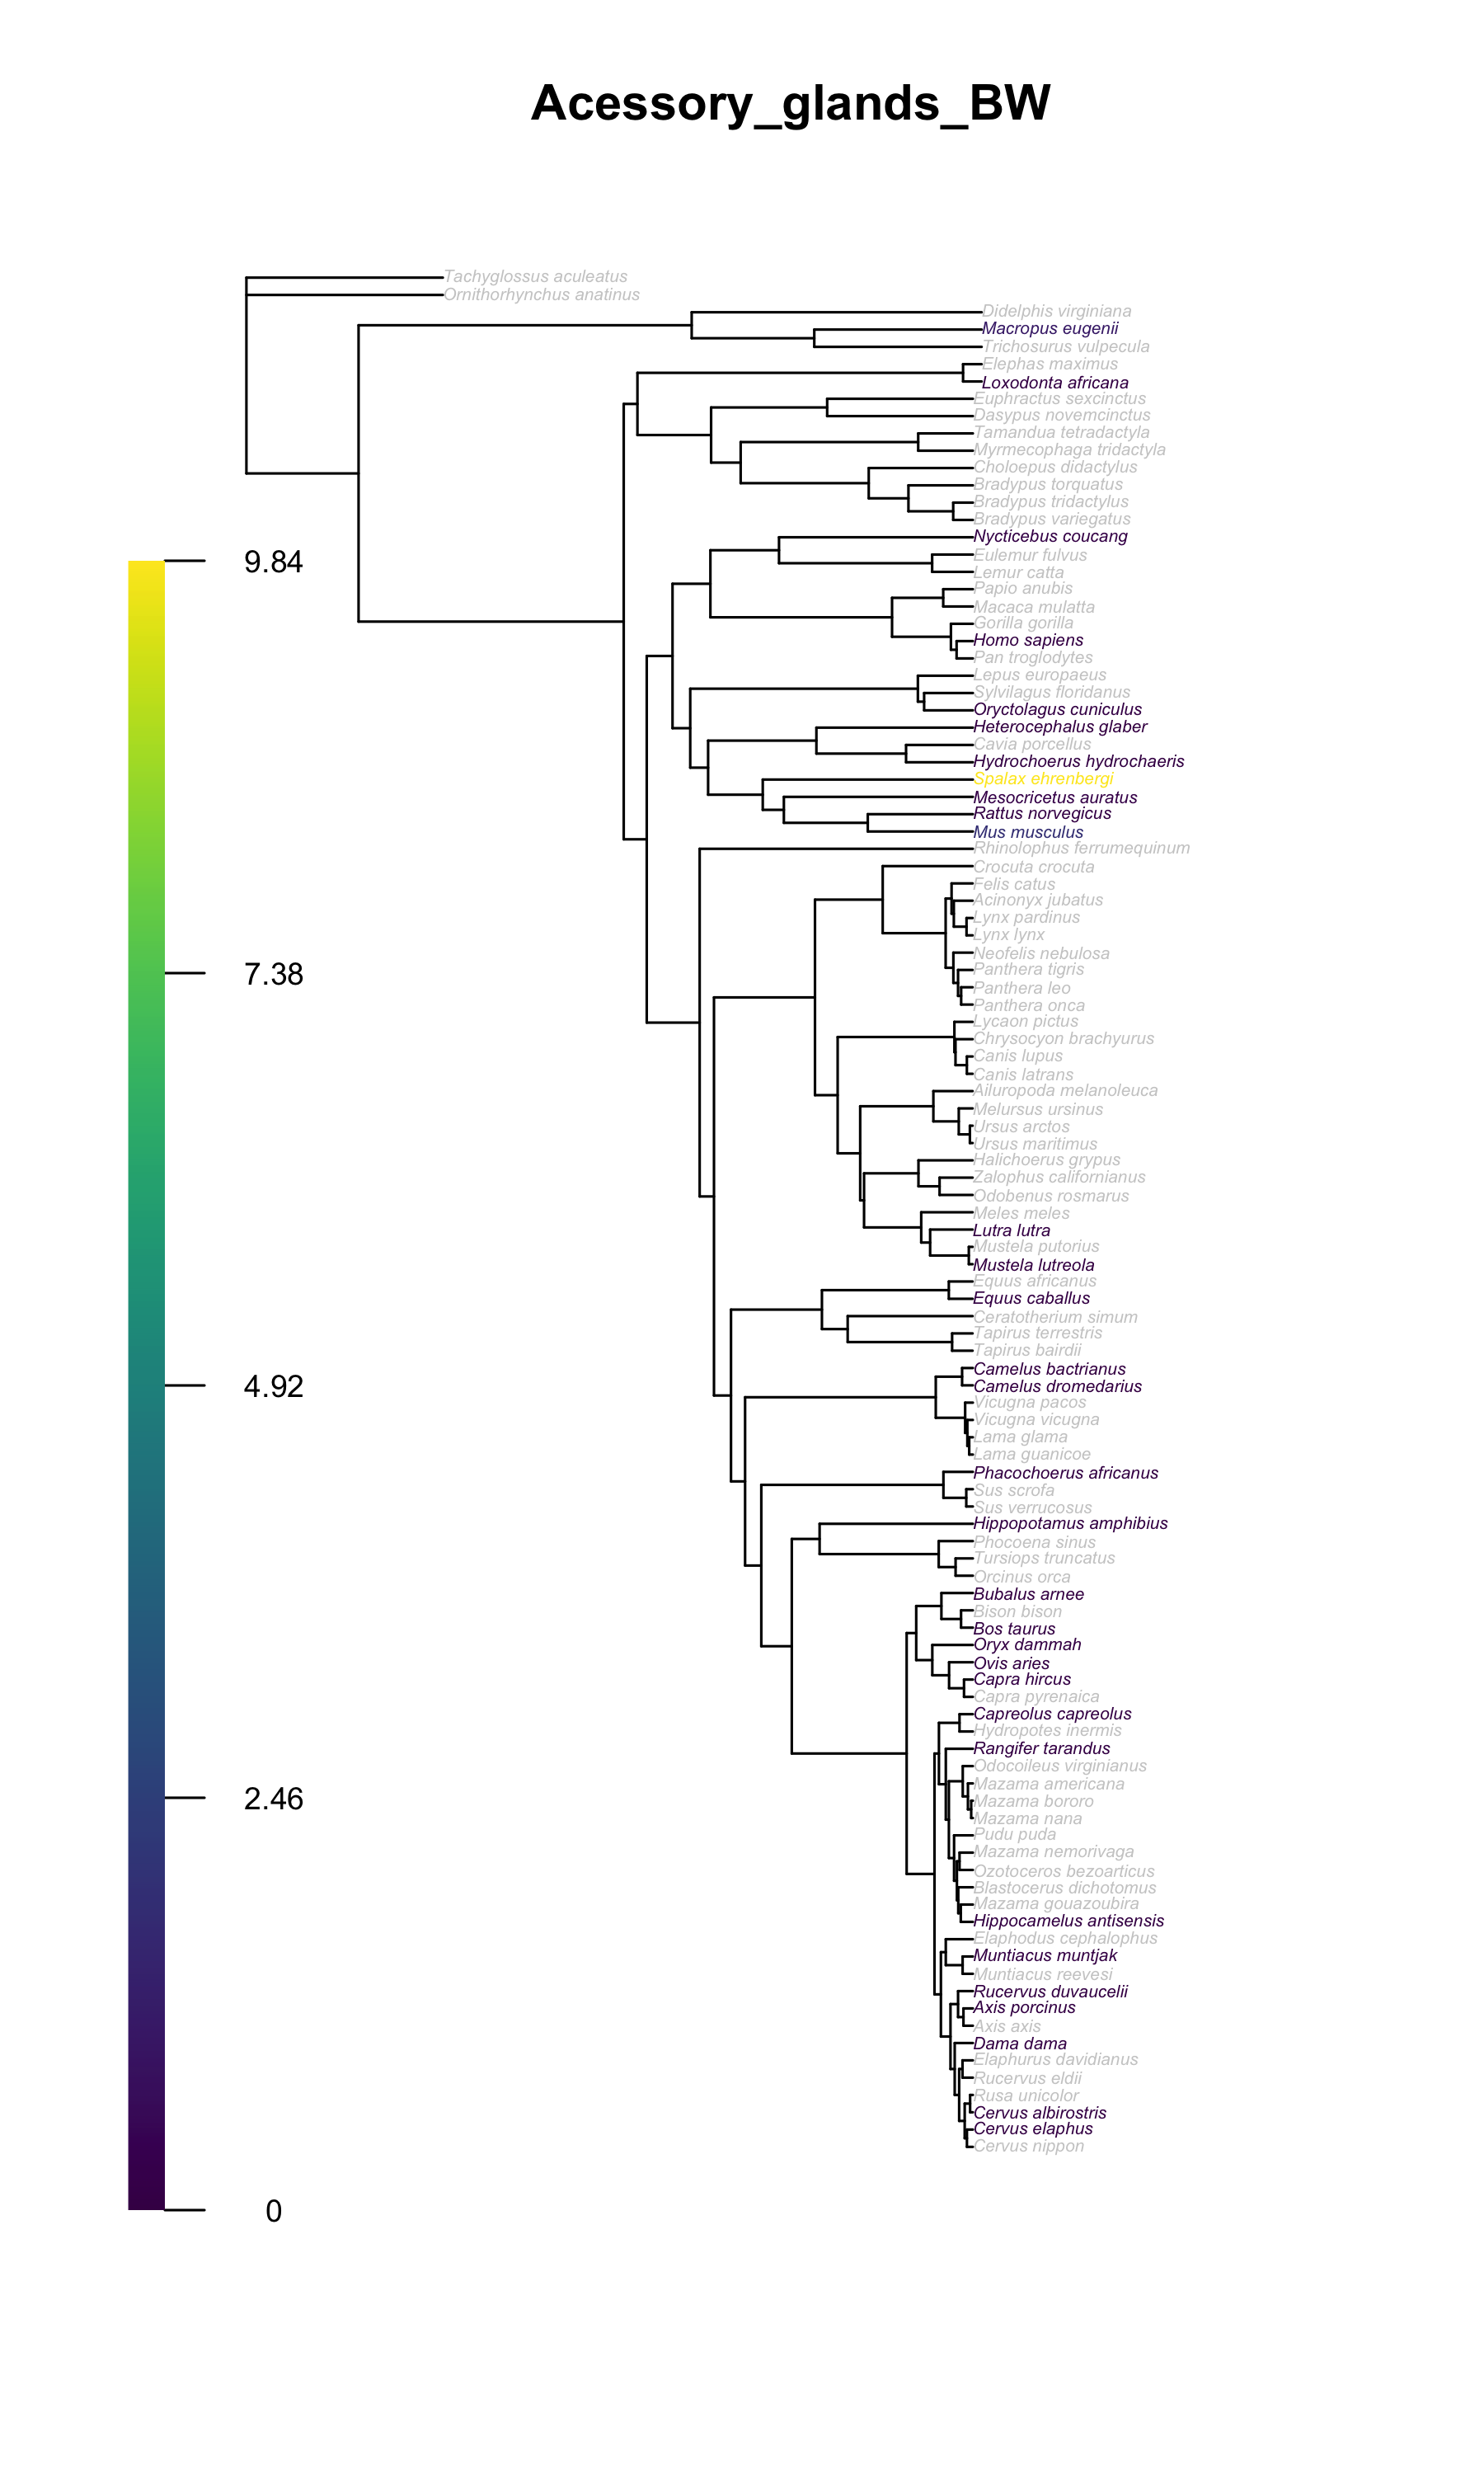 Acessory_glands_BW
Tachyglossus aculeatus
Ornithorhynchus anatinus
Didelphis virginiana
Macropus eugenii
Trichosurus vulpecula
Elephas maximus
Loxodonta africana
Euphractus sexcinctus
Dasypus novemcinctus
Tamandua tetradactyla
Myrmecophaga tridactyla
Choloepus didactylus
Bradypus torquatus
Bradypus tridactylus
Bradypus variegatus
Nycticebus coucang
Eulemur fulvus
9.84
Lemur catta
Papio anubis
Macaca mulatta
Gorilla gorilla
Homo sapiens
Pan troglodytes
Lepus europaeus
Sylvilagus floridanus
Oryctolagus cuniculus
Heterocephalus glaber
Cavia porcellus
Hydrochoerus hydrochaeris
Spalax ehrenbergi
Mesocricetus auratus
Rattus norvegicus
Mus musculus
Rhinolophus ferrumequinum
Crocuta crocuta
Felis catus
Acinonyx jubatus
Lynx pardinus
Lynx lynx
Neofelis nebulosa
Panthera tigris
7.38
Panthera leo
Panthera onca
Lycaon pictus
Chrysocyon brachyurus
Canis lupus
Canis latrans
Ailuropoda melanoleuca
Melursus ursinus
Ursus arctos
Ursus maritimus
Halichoerus grypus
Zalophus californianus
Odobenus rosmarus
Meles meles
Lutra lutra
Mustela putorius
Mustela lutreola
Equus africanus
Equus caballus
Ceratotherium simum
Tapirus terrestris
Tapirus bairdii
Camelus bactrianus
Camelus dromedarius
4.92
Vicugna pacos
Vicugna vicugna
Lama glama
Lama guanicoe
Phacochoerus africanus
Sus scrofa
Sus verrucosus
Hippopotamus amphibius
Phocoena sinus
Tursiops truncatus
Orcinus orca
Bubalus arnee
Bison bison
Bos taurus
Oryx dammah
Ovis aries
Capra hircus
Capra pyrenaica
Capreolus capreolus
Hydropotes inermis
Rangifer tarandus
Odocoileus virginianus
Mazama americana
2.46
Mazama bororo
Mazama nana
Pudu puda
Mazama nemorivaga
Ozotoceros bezoarticus
Blastocerus dichotomus
Mazama gouazoubira
Hippocamelus antisensis
Elaphodus cephalophus
Muntiacus muntjak
Muntiacus reevesi
Rucervus duvaucelii
Axis porcinus
Axis axis
Dama dama
Elaphurus davidianus
Rucervus eldii
Rusa unicolor
Cervus albirostris
Cervus elaphus
Cervus nippon
0